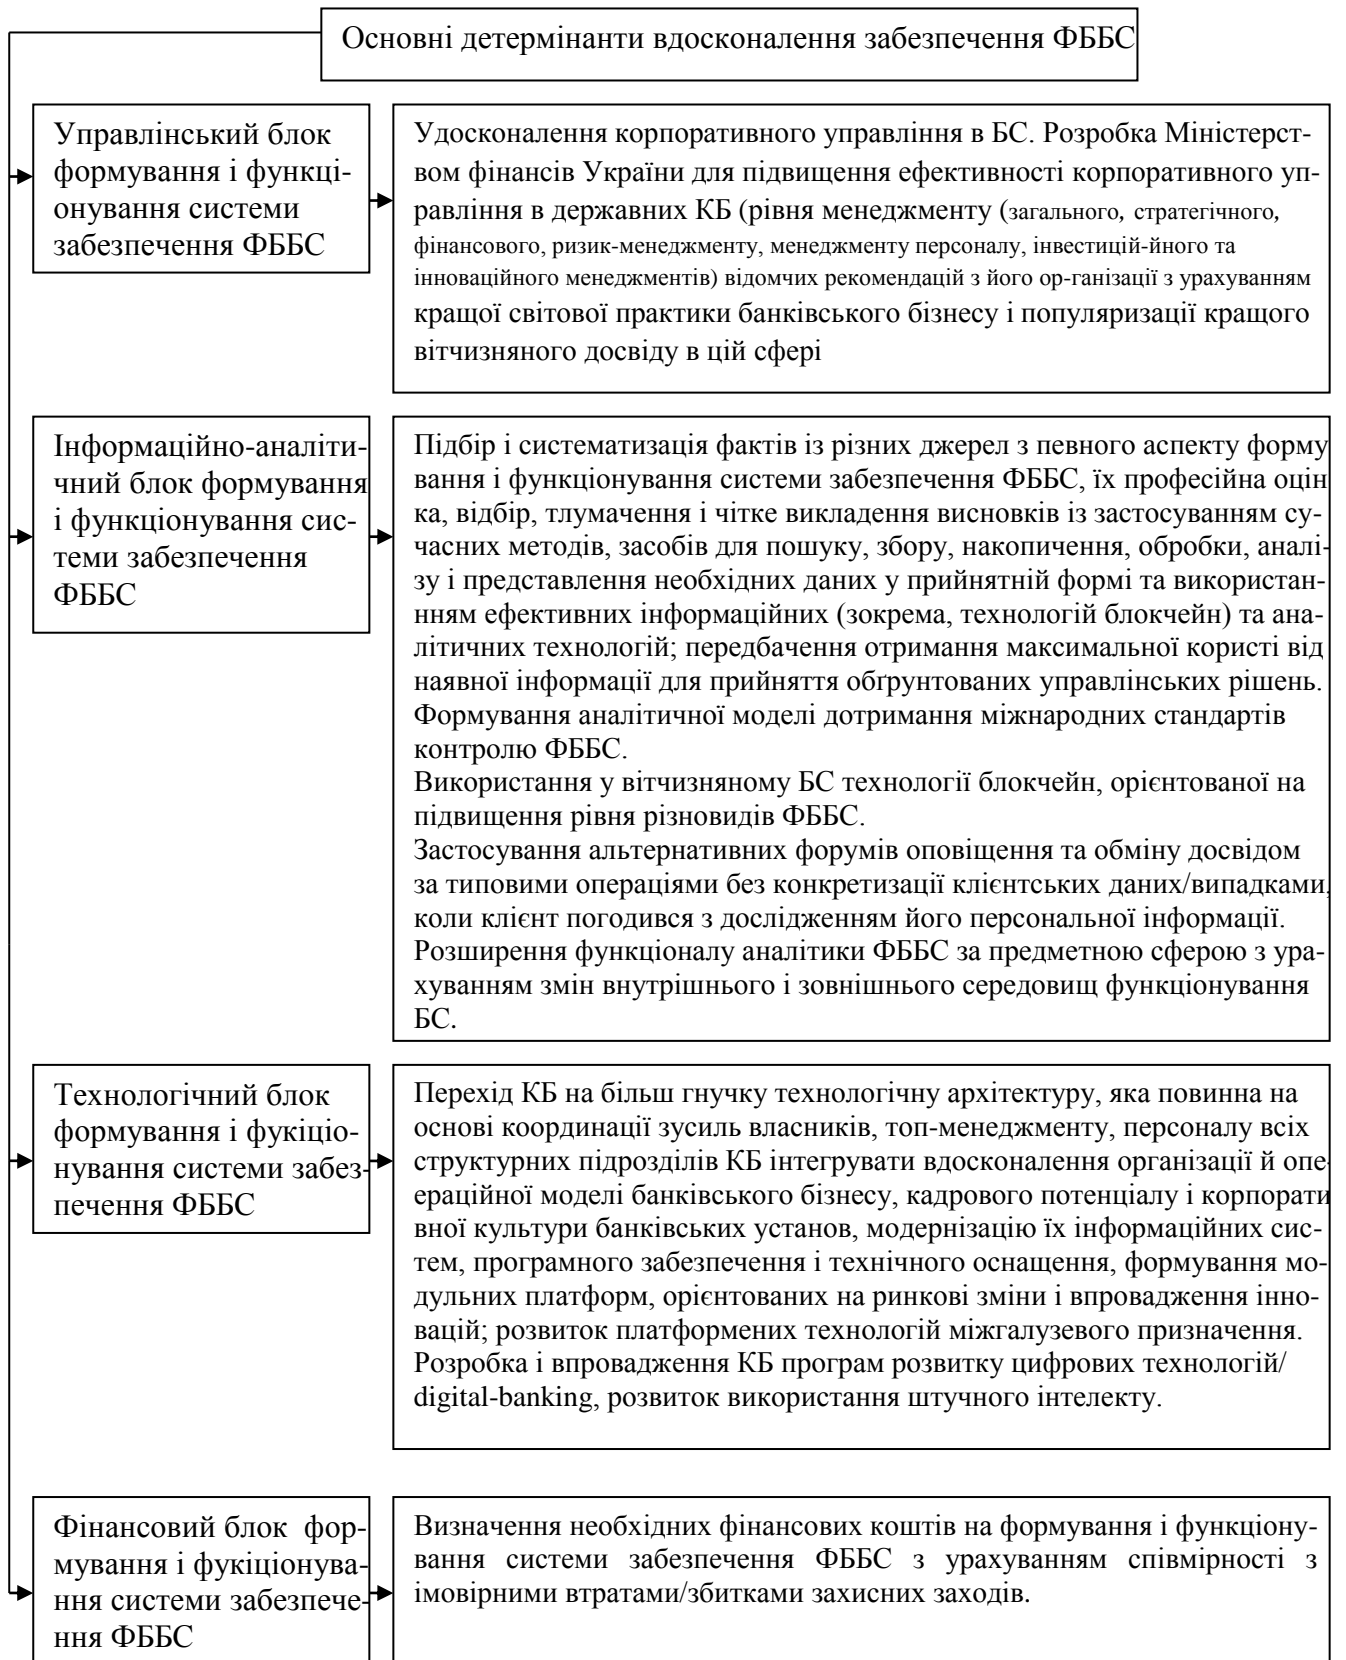 Основні детермінанти вдосконалення забезпечення ФББС
Управлінський блок
формування і функці-
онування системи
забезпечення ФББС
Удосконалення корпоративного управління в БС. Розробка Міністерст-
вом фінансів України для підвищення ефективності корпоративного уп-
равління в державних КБ (рівня менеджменту (загального, стратегічного,
фінансового, ризик-менеджменту, менеджменту персоналу, інвестицій-йного та
інноваційного менеджментів) відомчих рекомендацій з його ор-ганізації з урахуванням
кращої світової практики банківського бізнесу і популяризації кращого
вітчизняного досвіду в цій сфері
Інформаційно-аналіти-
чний блок формування
і функціонування сис-
теми забезпечення
ФББС
Підбір і систематизація фактів із різних джерел з певного аспекту форму
вання і функціонування системи забезпечення ФББС, їх професійна оцін
ка, відбір, тлумачення і чітке викладення висновків із застосуванням су-
часних методів, засобів для пошуку, збору, накопичення, обробки, аналі-
зу і представлення необхідних даних у прийнятній формі та використан-
ням ефективних інформаційних (зокрема, технологій блокчейн) та ана-
літичних технологій; передбачення отримання максимальної користі від
наявної інформації для прийняття обґрунтованих управлінських рішень.
Формування аналітичної моделі дотримання міжнародних стандартів
контролю ФББС.
Використання у вітчизняному БС технології блокчейн, орієнтованої на
підвищення рівня різновидів ФББС.
Застосування альтернативних форумів оповіщення та обміну досвідом
за типовими операціями без конкретизації клієнтських даних/випадками,
коли клієнт погодився з дослідженням його персональної інформації.
Розширення функціоналу аналітики ФББС за предметною сферою з ура-
хуванням змін внутрішнього і зовнішнього середовищ функціонування
БС.
Технологічний блок
формування і фукіціо-
нування системи забез-
печення ФББС
Перехід КБ на більш гнучку технологічну архітектуру, яка повинна на
основі координації зусиль власників, топ-менеджменту, персоналу всіх
структурних підрозділів КБ інтегрувати вдосконалення організації й опе-
ераційної моделі банківського бізнесу, кадрового потенціалу і корпорати
вної культури банківських установ, модернізацію їх інформаційних сис-
тем, програмного забезпечення і технічного оснащення, формування мо-
дульних платформ, орієнтованих на ринкові зміни і впровадження інно-
вацій; розвиток платформених технологій міжгалузевого призначення.
Розробка і впровадження КБ програм розвитку цифрових технологій/
digital-banking, розвиток використання штучного інтелекту.
Фінансовий блок фор-
мування і фукіціонува-
ння системи забезпече-
ння ФББС
Визначення необхідних фінансових коштів на формування і функціону-
вання системи забезпечення ФББС з урахуванням співмірності з
імовірними втратами/збитками захисних заходів.